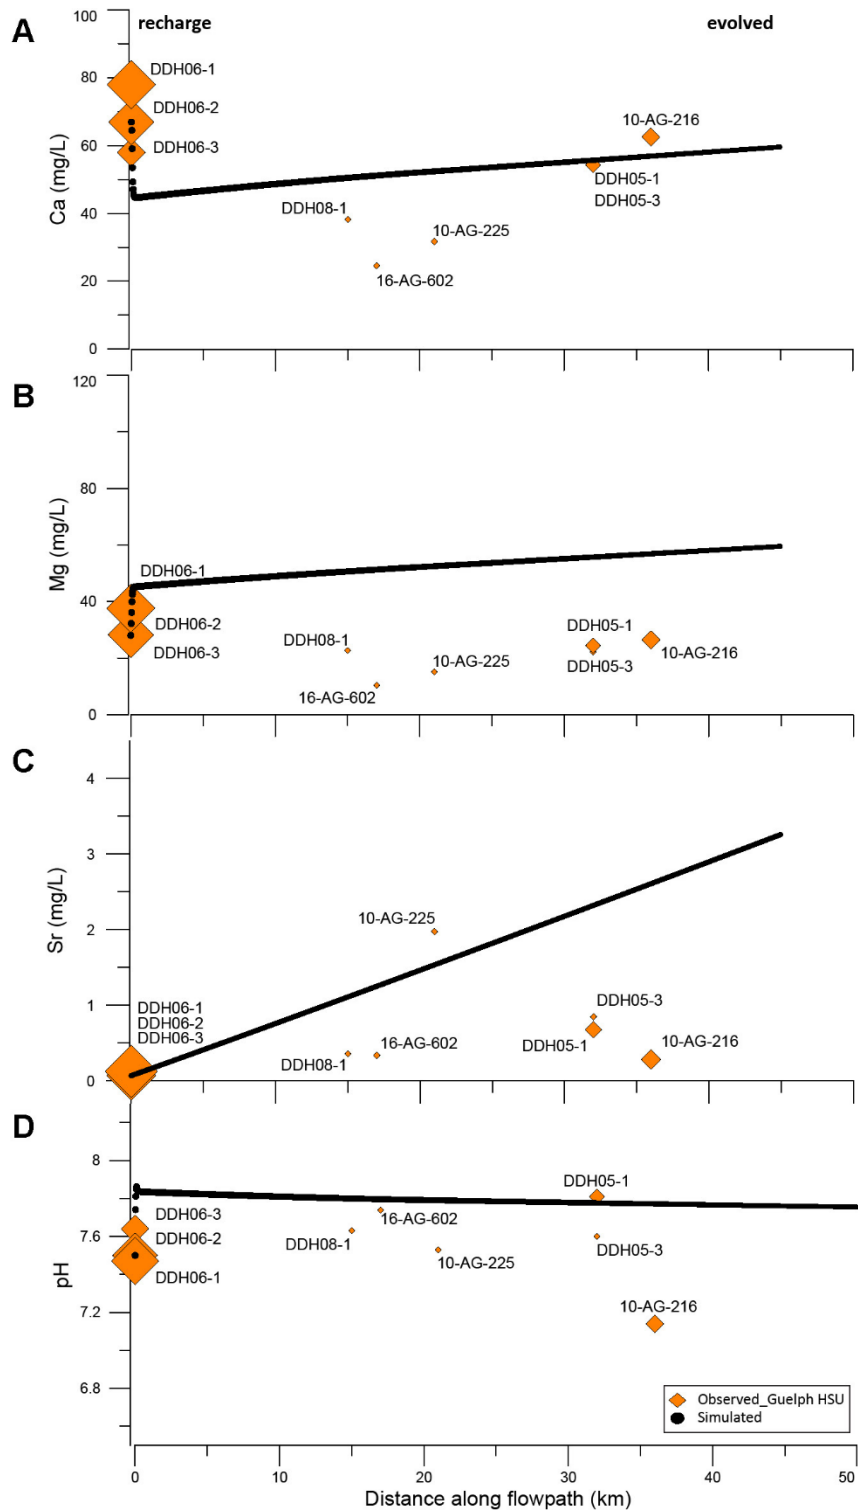 A
recharge
evolved
100
80
60
40
20
0
Ca (mg/L)
DDH06-1
DDH06-2
DDH06-3
10-AG-216
DDH05-1
DDH05-3
DDH08-1
10-AG-225
16-AG-602
B
120
80
40
0
Mg (mg/L)
DDH06-1
DDH06-2
DDH06-3
DDH08-1
10-AG-225
16-AG-602
DDH05-1
DDH05-3
10-AG-216
C
4
3
2
1
0
Sr (mg/L)
10-AG-225
DDH06-1
DDH06-2
DDH06-3
DDH05-3
16-AG-602
DDH05-1
10-AG-216
DDH08-1
D
8
7.6
7.2
6.8
pH
DDH05-1
DDH06-3
16-AG-602
DDH06-2
DDH08-1
DDH05-3
DDH06-1
10-AG-225
10-AG-216
Observed_Guelph HSU
Simulated
0
10
20
30
40
50
Distance along flowpath (km)